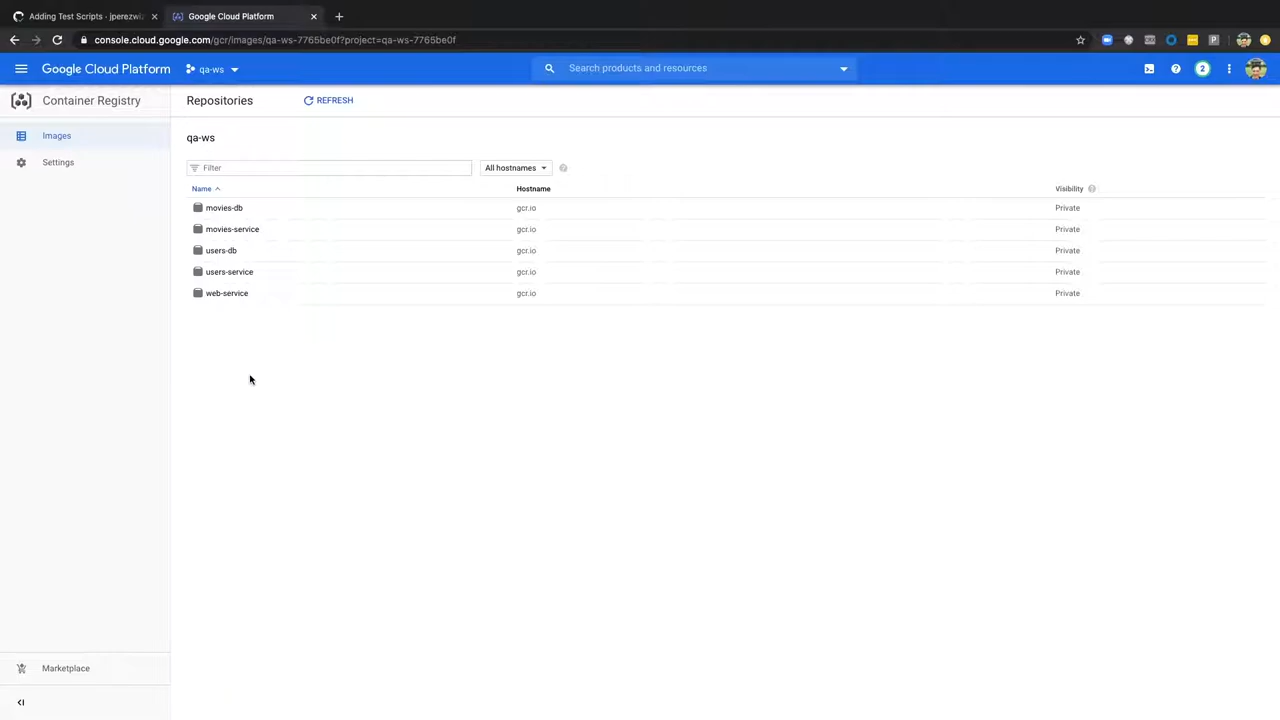 Adding Test Scripts · jperezwi
Google Cloud Platform
console.cloud.google.com/gcr/images/qa-ws-7765be0f?project=qa-ws-7765be0f
Google Cloud Platform
qa-ws
Search products and resources
2
Container Registry
Repositories
REFRESH
Images
Settings
qa-ws
Filter
All hostnames
Name
Hostname
Visibility
movies-db
gcr.io
Private
movies-service
gcr.io
Private
users-db
gcr.io
Private
users-service
gcr.io
Private
web-service
gcr.io
Private
Marketplace